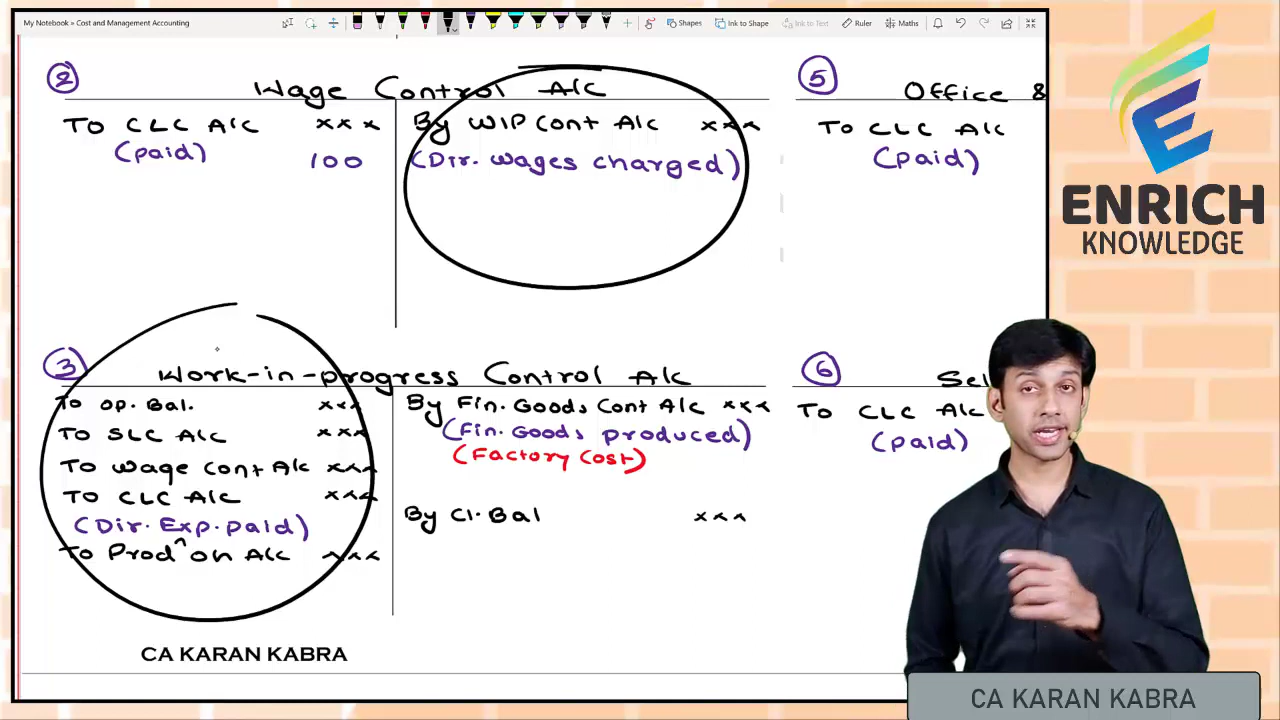 My Notebook » Cost and Management Accounting
Shapes
Ink to Shape
Ink to Text
Ruler
Maths
2
Wage Control A/c
To CLC A/c xxx
(paid)
100
By WIP Cont A/c xxx
(Dir. wages charged)
5
Office &
To CLC A/c
(paid)
3
Work-in-progress Control A/c
To Op. Bal. xxx
To SLC A/c xxx
To Wage Cont A/c xxx
To CLC A/c xxx
(Dir. Exp. paid)
To Prodⁿ Oh A/c xxx
By Fin. Goods Cont A/c xxx
(Fin. Goods produced)
(Factory Cost)
By Cl. Bal xxx
6
Sel
To CLC A/c
(paid)
CA KARAN KABRA
E
ENRICH
KNOWLEDGE
CA KARAN KABRA